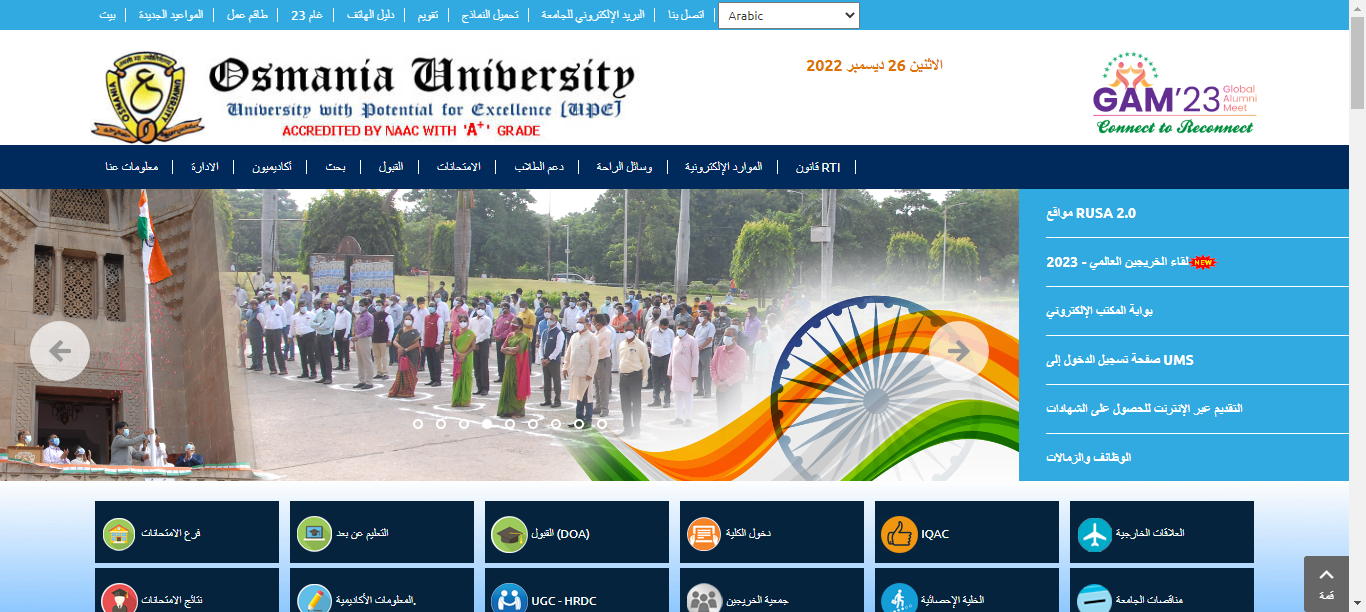 بيت | المواعيد الجديدة | طاقم عمل | غام 23 | دليل الهاتف | تقويم | تحميل النماذج | البريد الإلكتروني للجامعة | اتصل بنا | Arabic
Osmania University
University with Potential for Excellence [UPE]
ACCREDITED BY NAAC WITH 'A+' GRADE
الاثنين 26 ديسمبر 2022
GAM'23 Global Alumni Meet
Connect to Reconnect
معلومات عنا | الادارة | أكاديميون | بحث | القبول | الامتحانات | دعم الطلاب | وسائل الراحة | الموارد الإلكترونية | قانون RTI
مواقع RUSA 2.0
لقاء الخريجين العالمي - 2023 NEW
بوابة المكتب الإلكتروني
صفحة تسجيل الدخول إلى UMS
التقديم عبر الإنترنت للحصول على الشهادات
الوظائف والزمالات
فرع الامتحانات
التعليم عن بعد
القبول (DOA)
دخول الكلية
IQAC
العلاقات الخارجية
نتائج الامتحانات
المعلومات الأكاديمية.
UGC - HRDC
جمعية الخريجين
الخلية الإحصائية
مناقصات الجامعة
قمة